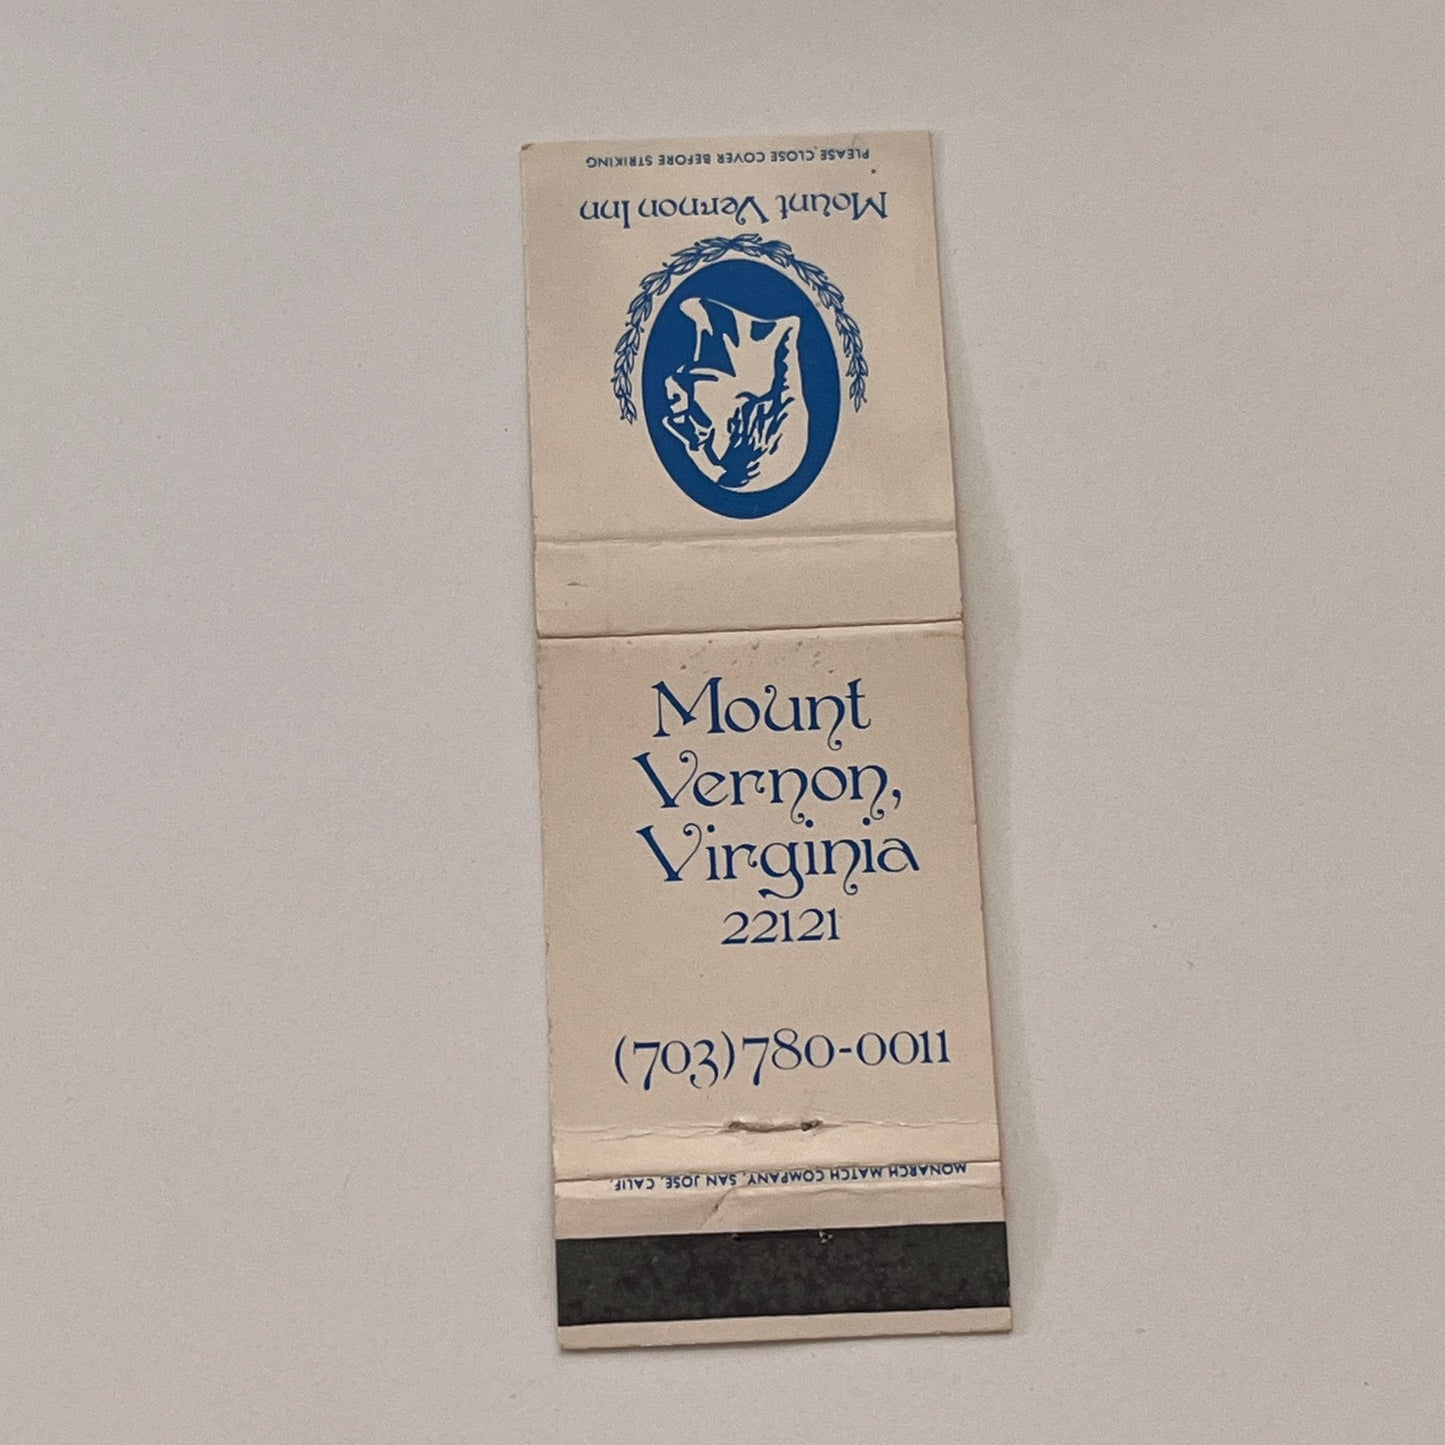 PLEASE CLOSE COVER BEFORE STRIKING
Mount Vernon Inn
Mount
Vernon,
Virginia
22121
(703)780-0011
MONARCH MATCH COMPANY, SAN JOSE, CALIF.